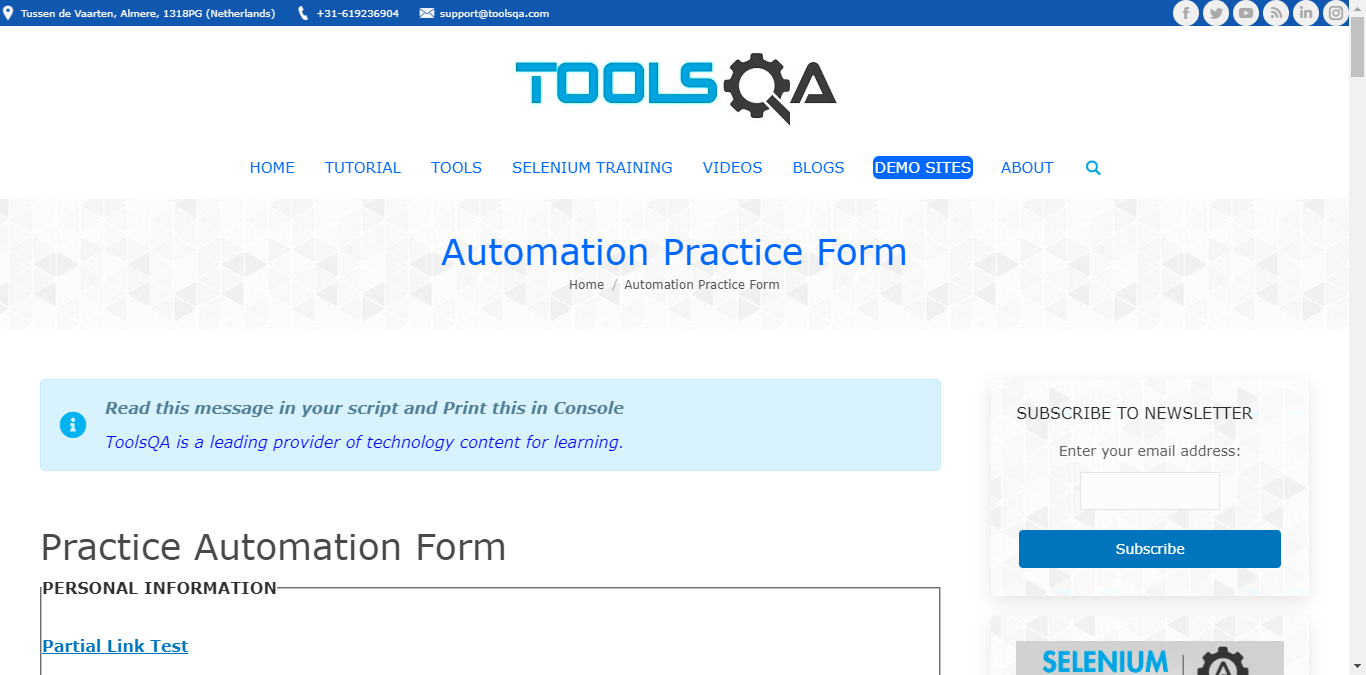 Tussen de Vaarten, Almere, 1318PG (Netherlands) +31-619236904 support@toolsqa.com
TOOLSQA
HOME TUTORIAL TOOLS SELENIUM TRAINING VIDEOS BLOGS DEMO SITES ABOUT
Automation Practice Form
Home / Automation Practice Form
Read this message in your script and Print this in Console
ToolsQA is a leading provider of technology content for learning.
SUBSCRIBE TO NEWSLETTER
Enter your email address:
Subscribe
Practice Automation Form
PERSONAL INFORMATION
Partial Link Test
SELENIUM